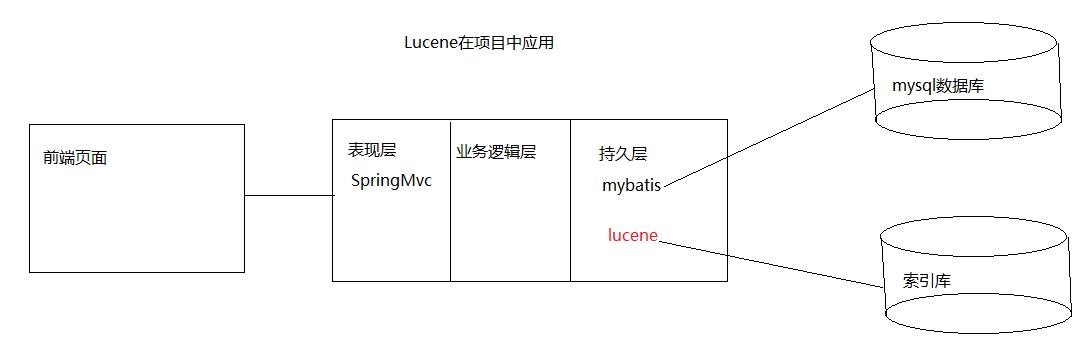 Lucene在项目中应用
前端页面
表现层
SpringMvc
业务逻辑层
持久层
mybatis
lucene
mysql数据库
索引库